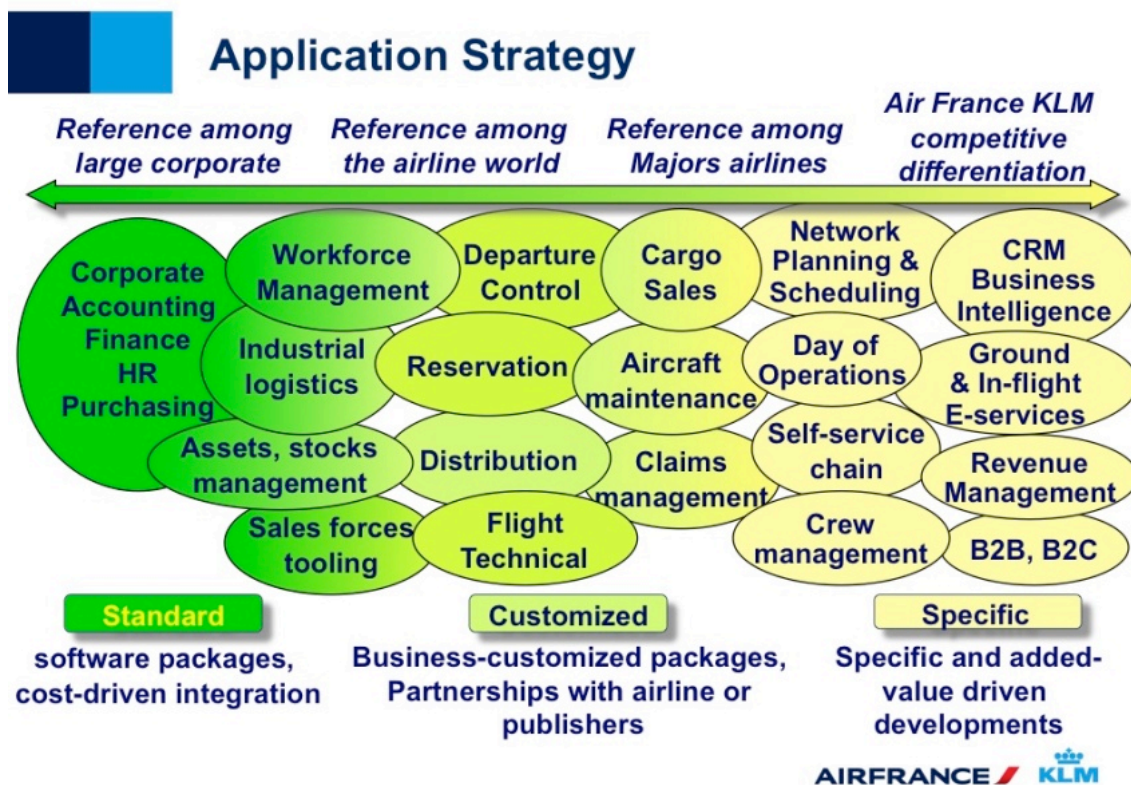 Application Strategy
Reference among
large corporate
Reference among
the airline world
Reference among
Majors airlines
Air France KLM
competitive
differentiation
Corporate
Accounting
Finance
HR
Purchasing
Workforce
Management
Industrial
logistics
Assets, stocks
management
Sales forces
tooling
Departure
Control
Reservation
Distribution
Flight
Technical
Cargo
Sales
Aircraft
maintenance
Claims
management
Network
Planning &
Scheduling
Day of
Operations
Self-service
chain
Crew
management
CRM
Business
Intelligence
Ground
& In-flight
E-services
Revenue
Management
B2B, B2C
Standard
software packages,
cost-driven integration
Customized
Business-customized packages,
Partnerships with airline or
publishers
Specific
Specific and added-
value driven
developments
AIRFRANCE KLM